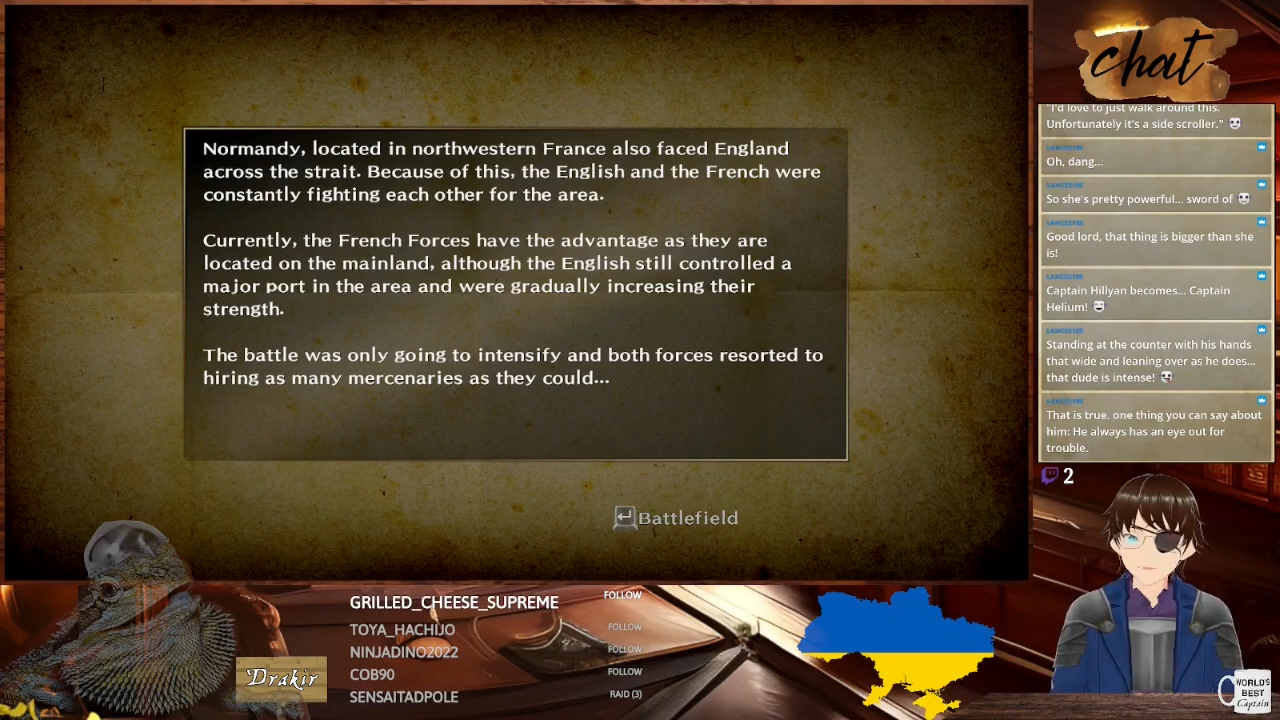 Normandy, located in northwestern France also faced England
across the strait. Because of this, the English and the French were
constantly fighting each other for the area.
Currently, the French Forces have the advantage as they are
located on the mainland, although the English still controlled a
major port in the area and were gradually increasing their
strength.
The battle was only going to intensify and both forces resorted to
hiring as many mercenaries as they could...
Battlefield
chat
"I'd love to just walk around this.
Unfortunately it's a side scroller."
Oh, dang...
So she's pretty powerful... sword of
Good lord, that thing is bigger than she
is!
Captain Hillyan becomes... Captain
Helium!
Standing at the counter with his hands
that wide and leaning over as he does...
that dude is intense!
That is true. one thing you can say about
him: He always has an eye out for
trouble.
2
Drakir
GRILLED_CHEESE_SUPREME FOLLOW
TOYA_HACHIJO FOLLOW
NINJADINO2022 FOLLOW
COB90 FOLLOW
SENSAITADPOLE RAID (3)
WORLD'S
BEST
Captain